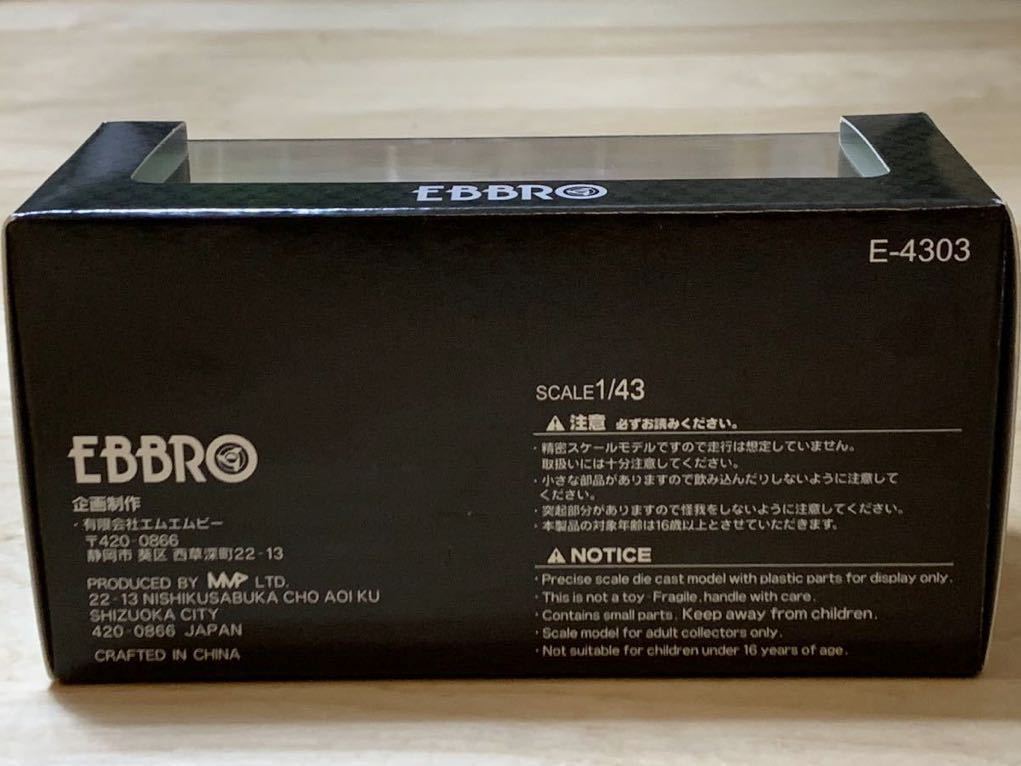 EBBRO
E-4303
EBBRO
企画制作
・有限会社エムエムピー
〒420-0866
静岡市 葵区 西草深町22-13
PRODUCED BY MMP LTD.
22-13 NISHIKUSABUKA CHO AOI KU
SHIZUOKA CITY
420-0866 JAPAN
CRAFTED IN CHINA
SCALE1/43
⚠ 注意 必ずお読みください。
・精密スケールモデルですので走行は想定していません。
取扱いには十分注意してください。
・小さな部品がありますので飲み込んだりしないように注意して
ください。
・突起部分がありますので怪我をしないように注意してください。
・本製品の対象年齢は16歳以上とさせていただきます。
⚠ NOTICE
・Precise scale die cast model with plastic parts for display only.
・This is not a toy・Fragile, handle with care.
・Contains small parts. Keep away from children.
・Scale model for adult collectors only.
・Not suitable for children under 16 years of age.